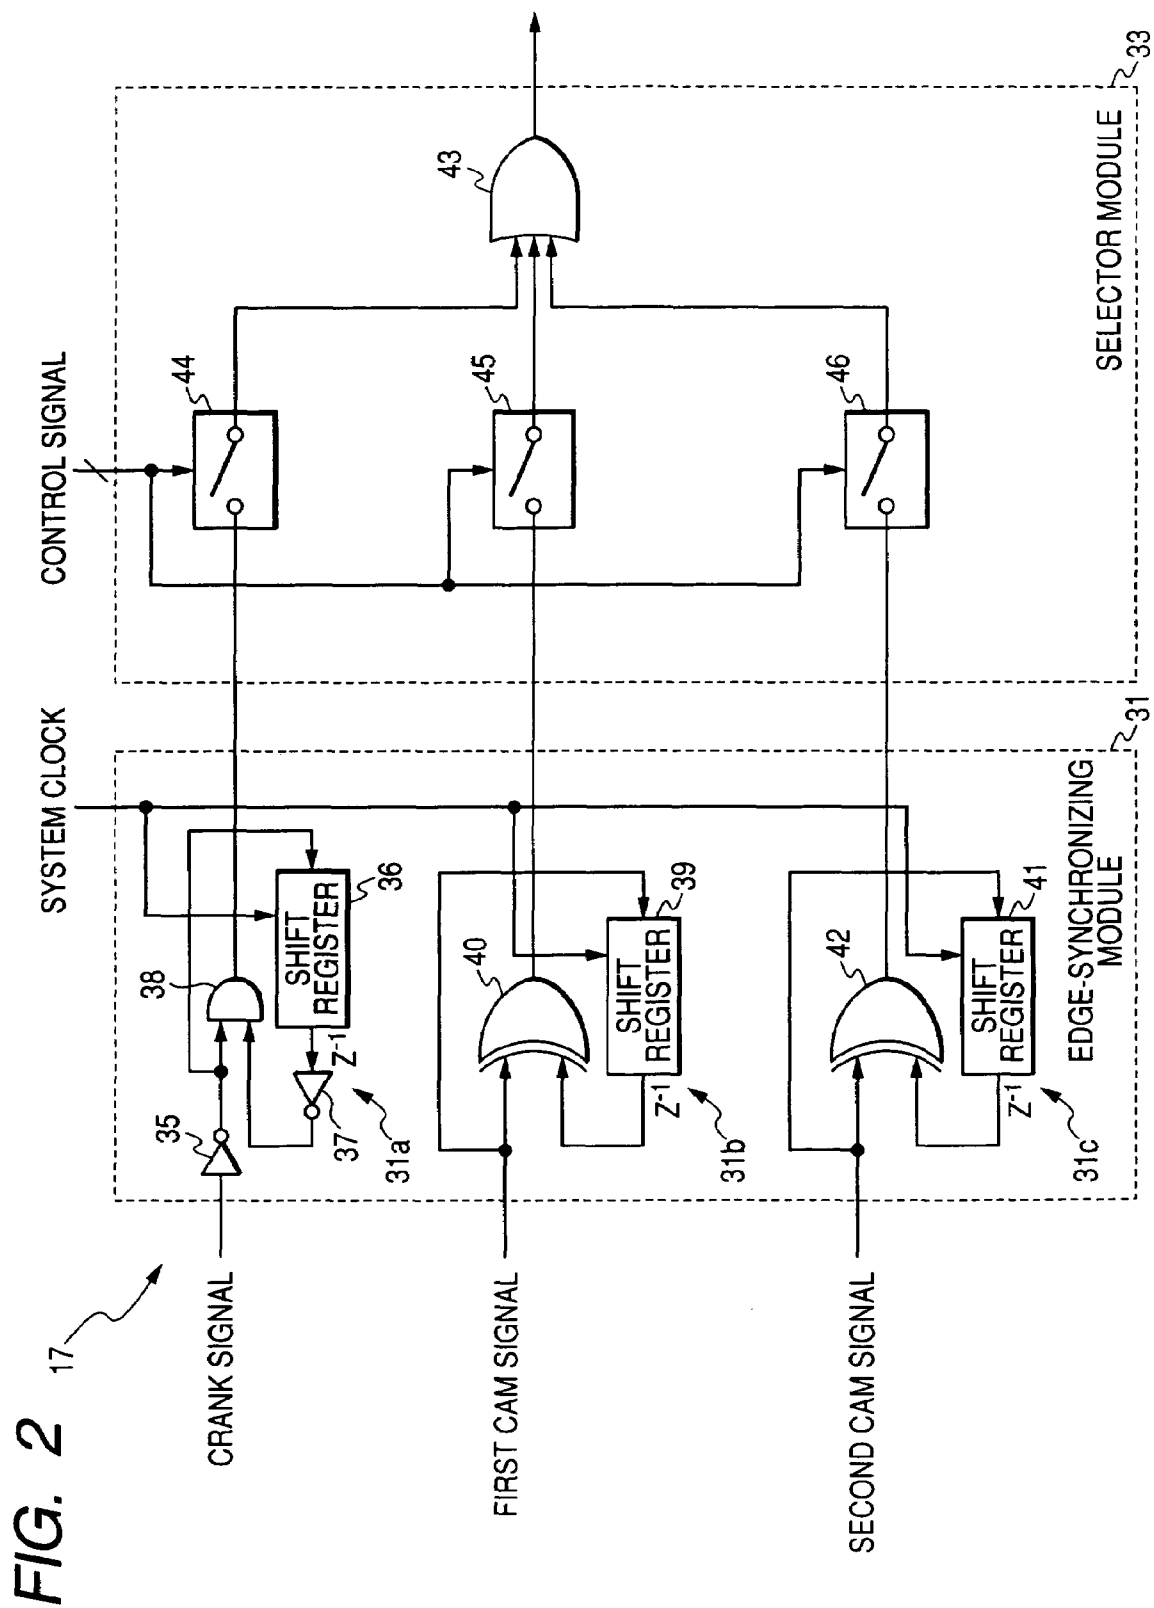 FIG. 2
17
SYSTEM CLOCK
CONTROL SIGNAL
CRANK SIGNAL
35
38
37
Z-1
SHIFT
REGISTER
36
31a
44
43
FIRST CAM SIGNAL
40
Z-1
SHIFT
REGISTER
39
31b
45
SECOND CAM SIGNAL
42
Z-1
SHIFT
REGISTER
41
31c
46
EDGE-SYNCHRONIZING
MODULE
31
SELECTOR MODULE
33